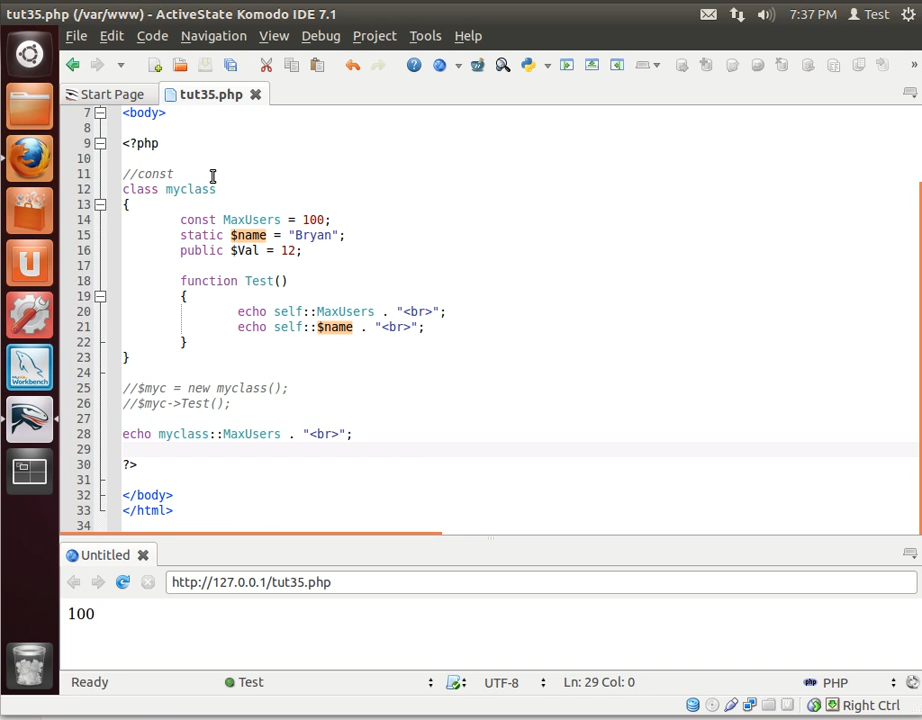 tut35.php (/var/www) - ActiveState Komodo IDE 7.1
7:37 PM
Test
File Edit Code Navigation View Debug Project Tools Help
Start Page
tut35.php
7 <body>
8
9 <?php
10
11 //const
12 class myclass
13 {
14 const MaxUsers = 100;
15 static $name = "Bryan";
16 public $Val = 12;
17
18 function Test()
19 {
20 echo self::MaxUsers . "<br>";
21 echo self::$name . "<br>";
22 }
23 }
24
25 //$myc = new myclass();
26 //$myc->Test();
27
28 echo myclass::MaxUsers . "<br>";
29
30 ?>
31
32 </body>
33 </html>
34
Untitled
http://127.0.0.1/tut35.php
100
Ready
Test
UTF-8
Ln: 29 Col: 0
php PHP
Right Ctrl
MySQL
Workbench